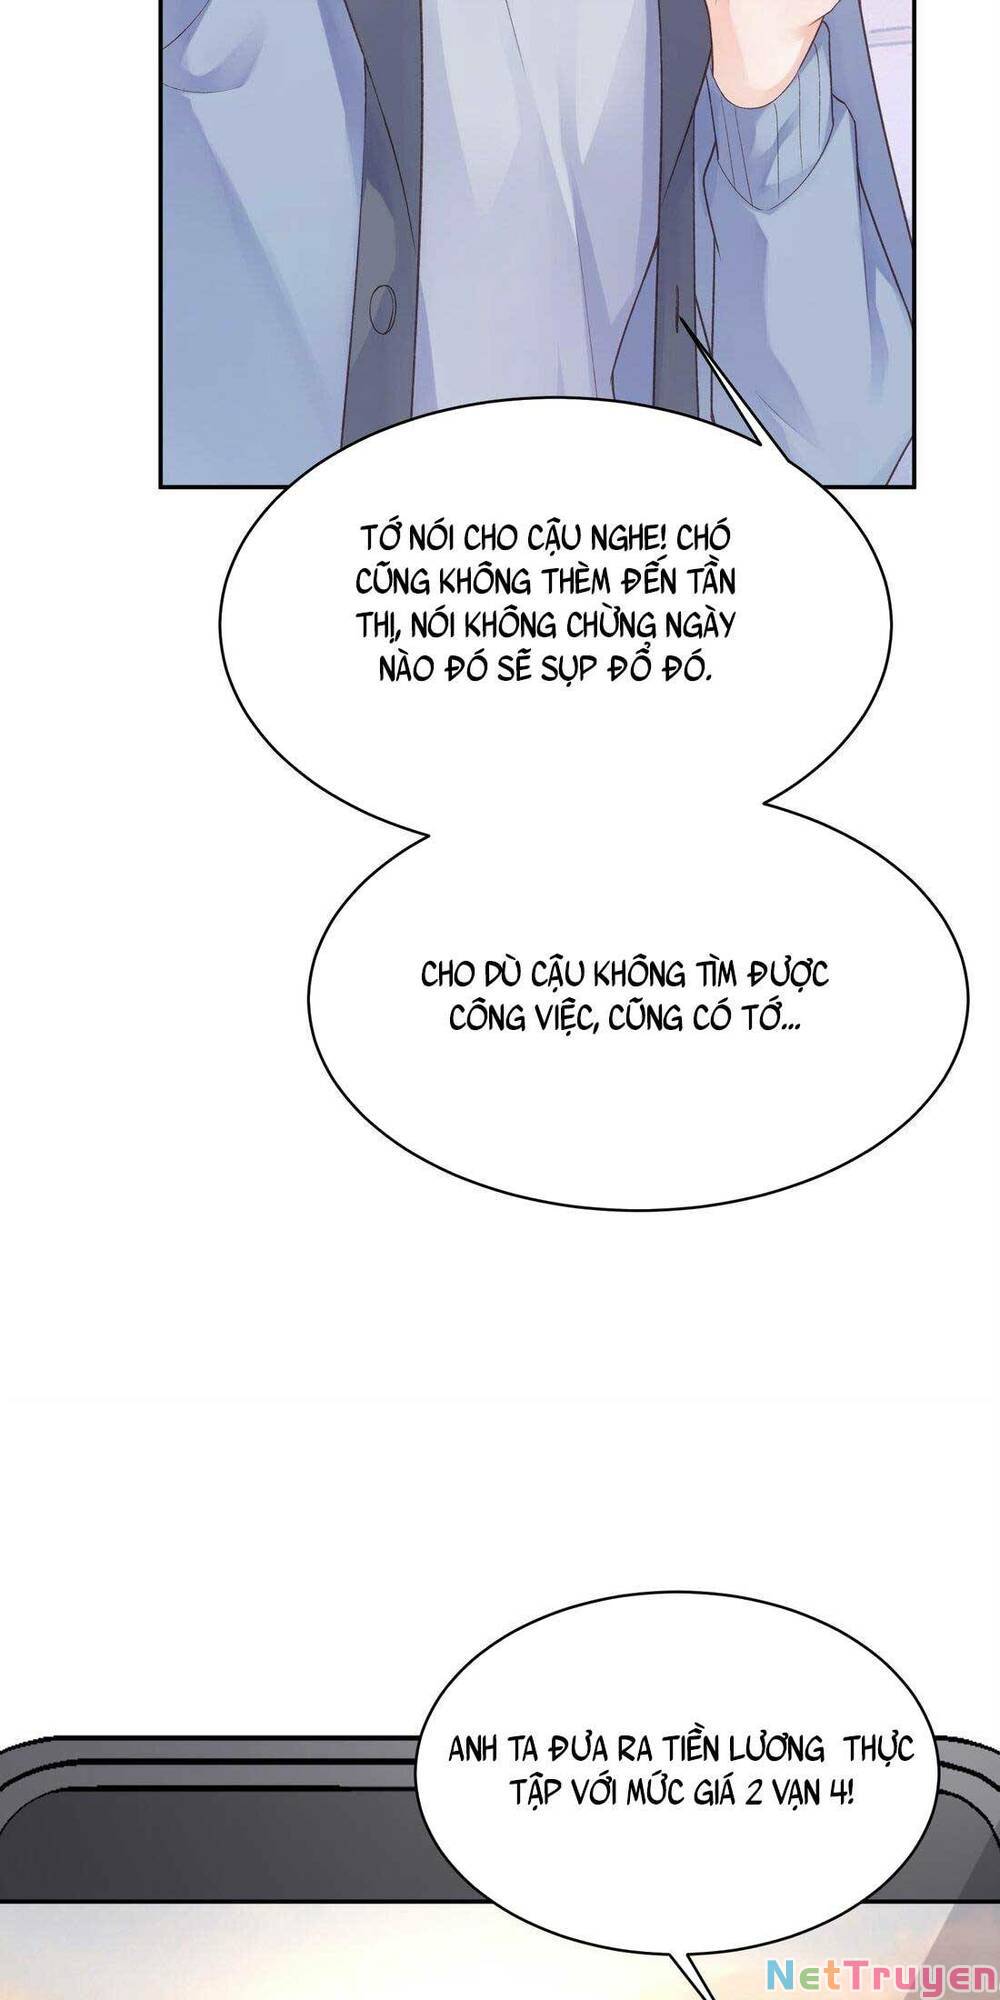 TỚ NÓI CHO CẬU NGHE! CHÓ
CŨNG KHÔNG THÈM ĐẾN TẦN
THỊ, NÓI KHÔNG CHỪNG NGÀY
NÀO ĐÓ SẼ SỤP ĐỔ ĐÓ.
CHO DÙ CẬU KHÔNG TÌM ĐƯỢC
CÔNG VIỆC, CŨNG CÓ TỚ...
ANH TA ĐƯA RA TIỀN LƯƠNG THỰC
TẬP VỚI MỨC GIÁ 2 VẠN 4!
NetTruyen